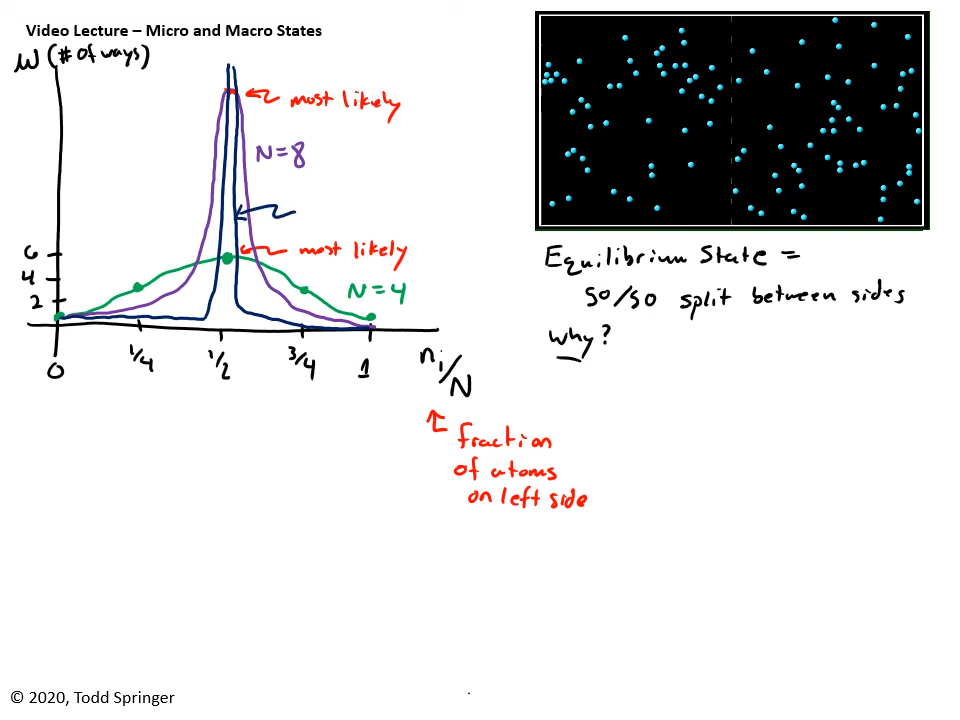 Video Lecture – Micro and Macro States
W (# of ways)
most likely
N=8
6
most likely
4
N=4
2
0
1/4
1/2
3/4
1
ni/N
fraction
of atoms
on left side
Equilibrium State =
50/50 split between sides
why?
© 2020, Todd Springer